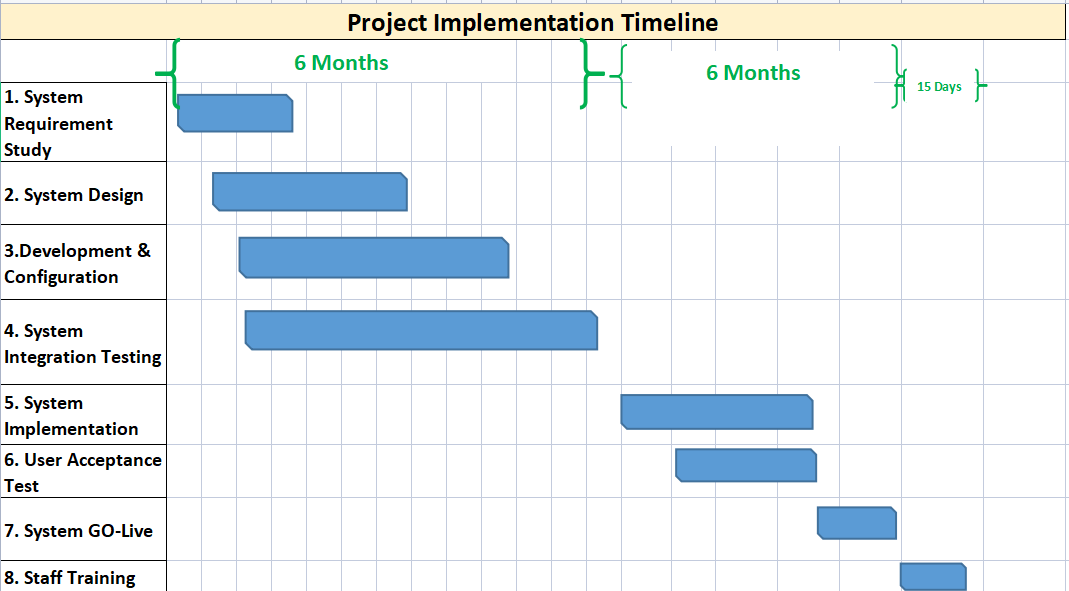 Project Implementation Timeline
6 Months
6 Months
15 Days
1. System
Requirement
Study
2. System Design
3.Development &
Configuration
4. System
Integration Testing
5. System
Implementation
6. User Acceptance
Test
7. System GO-Live
8. Staff Training